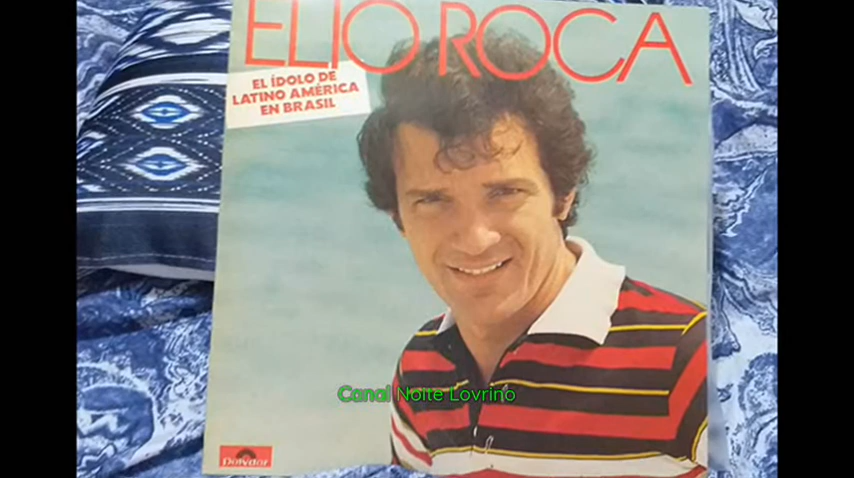 ELIO ROCA
EL ÍDOLO DE
LATINO AMÉRICA
EN BRASIL
Canal Noite Lovrino
Polydor